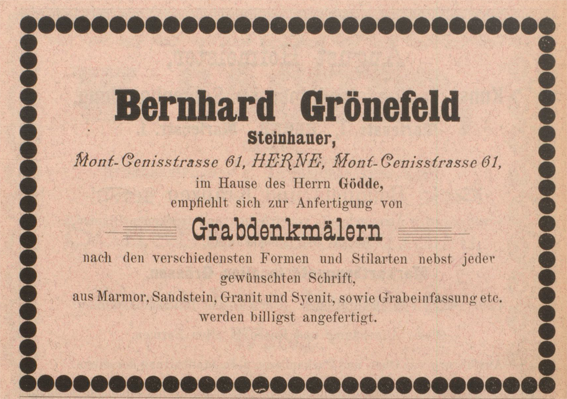 Bernhard Grönefeld
Steinhauer,
Mont-Cenisstrasse 61, HERNE, Mont-Cenisstrasse 61,
im Hause des Herrn Gödde,
empfiehlt sich zur Anfertigung von
Grabdenkmälern
nach den verschiedensten Formen und Stilarten nebst jeder
gewünschten Schrift,
aus Marmor, Sandstein, Granit und Syenit, sowie Grabeinfassung etc.
werden billigst angefertigt.